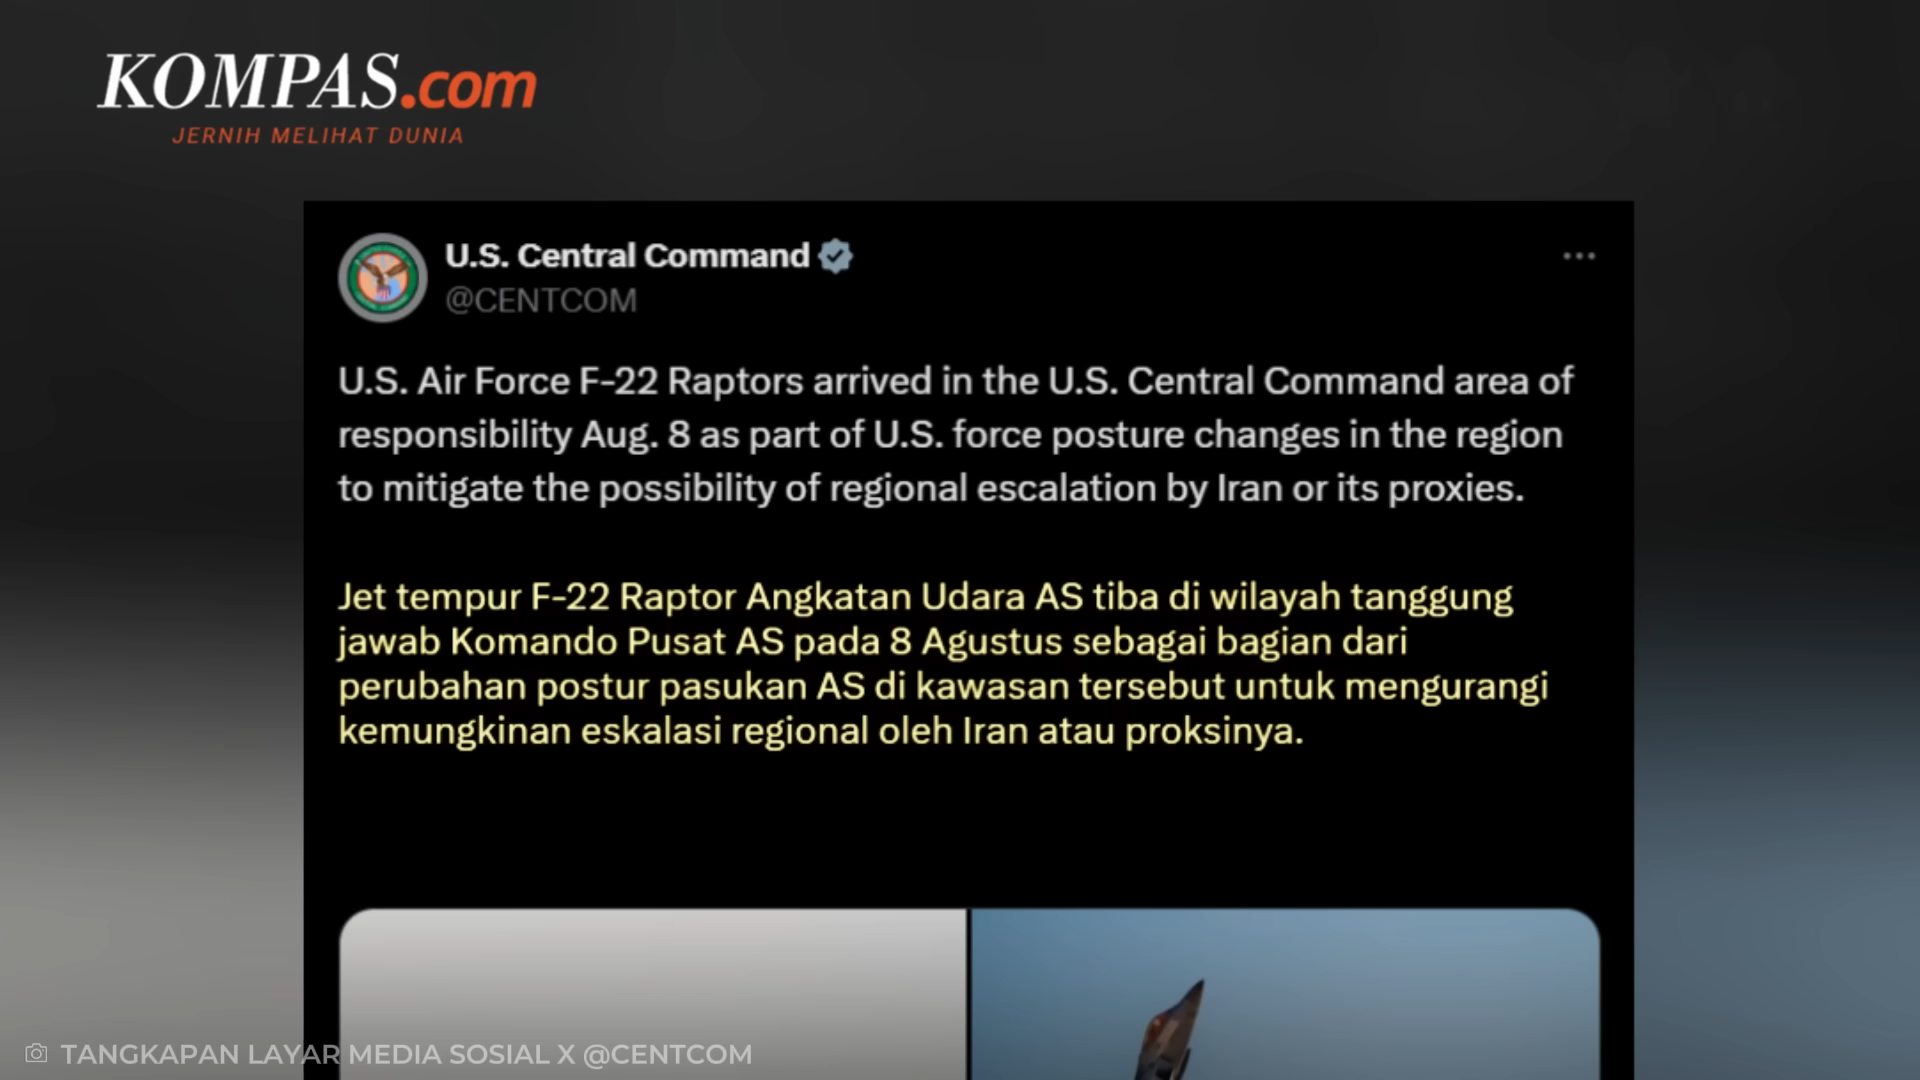 KOMPAS.com
JERNIH MELIHAT DUNIA
U.S. Central Command
@CENTCOM
U.S. Air Force F-22 Raptors arrived in the U.S. Central Command area of
responsibility Aug. 8 as part of U.S. force posture changes in the region
to mitigate the possibility of regional escalation by Iran or its proxies.
Jet tempur F-22 Raptor Angkatan Udara AS tiba di wilayah tanggung
jawab Komando Pusat AS pada 8 Agustus sebagai bagian dari
perubahan postur pasukan AS di kawasan tersebut untuk mengurangi
kemungkinan eskalasi regional oleh Iran atau proksinya.
TANGKAPAN LAYAR MEDIA SOSIAL X @CENTCOM